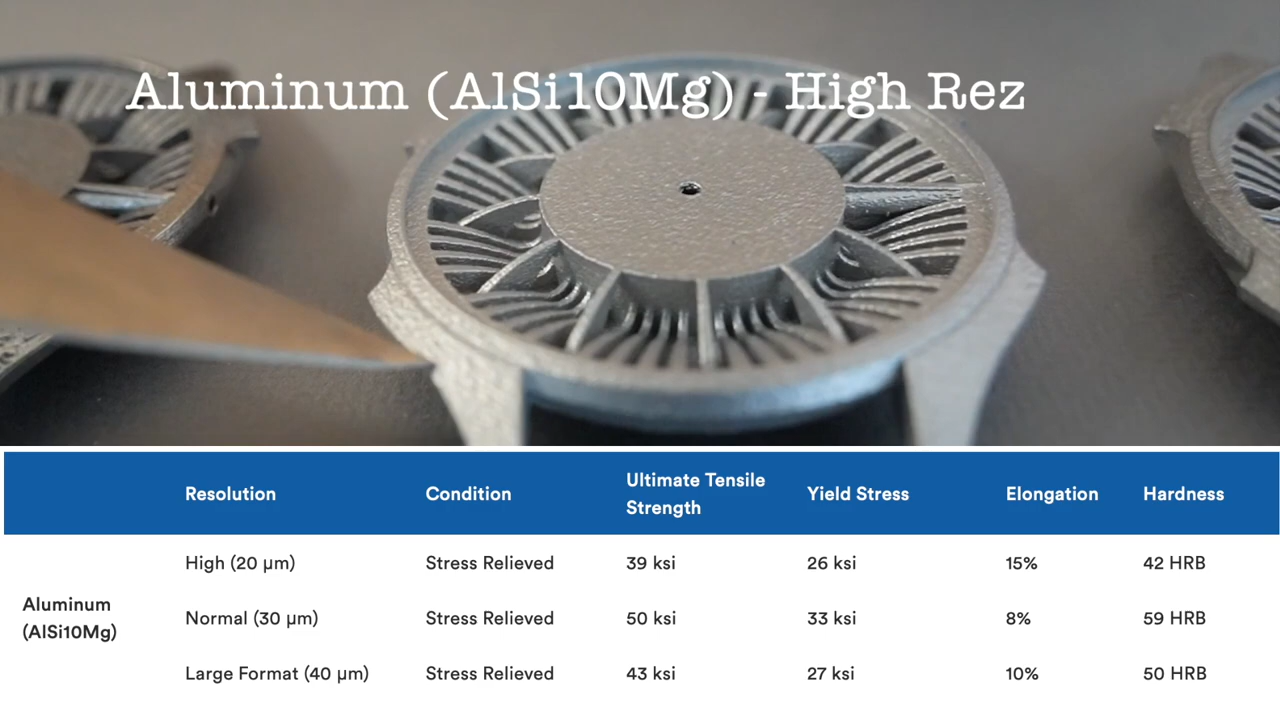 Aluminum (AlSi10Mg) - High Rez
Resolution Condition Ultimate Tensile Strength Yield Stress Elongation Hardness
Aluminum (AlSi10Mg)
High (20 μm) Stress Relieved 39 ksi 26 ksi 15% 42 HRB
Normal (30 μm) Stress Relieved 50 ksi 33 ksi 8% 59 HRB
Large Format (40 μm) Stress Relieved 43 ksi 27 ksi 10% 50 HRB